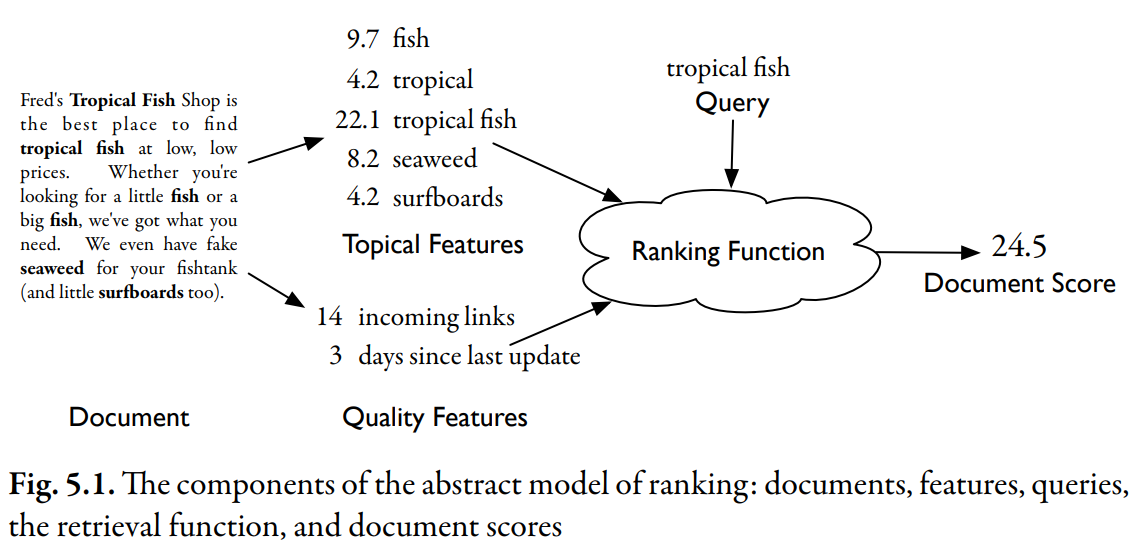 Fred's Tropical Fish Shop is
the best place to find
tropical fish at low, low
prices. Whether you're
looking for a little fish or a
big fish, we've got what you
need. We even have fake
seaweed for your fishtank
(and little surfboards too).
Document
9.7 fish
4.2 tropical
22.1 tropical fish
8.2 seaweed
4.2 surfboards
Topical Features
14 incoming links
3 days since last update
Quality Features
tropical fish
Query
Ranking Function
24.5
Document Score
Fig. 5.1. The components of the abstract model of ranking: documents, features, queries,
the retrieval function, and document scores